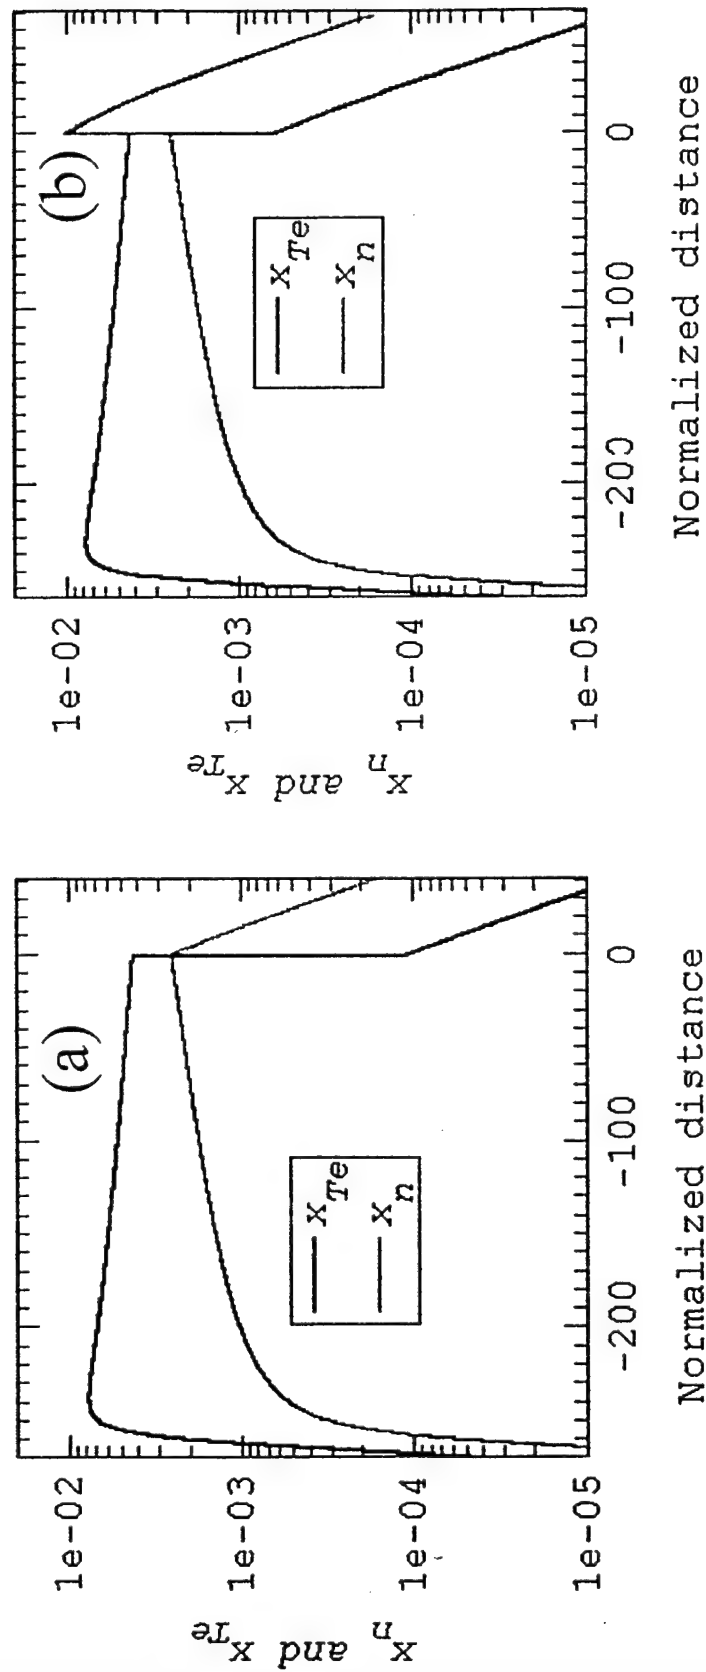 (a)
x_n and x_Te
1e-02
1e-03
1e-04
1e-05
x_Te
x_n
-200
-100
0
Normalized distance
(b)
x_n and x_Te
1e-02
1e-03
1e-04
1e-05
x_Te
x_n
-200
-100
0
Normalized distance